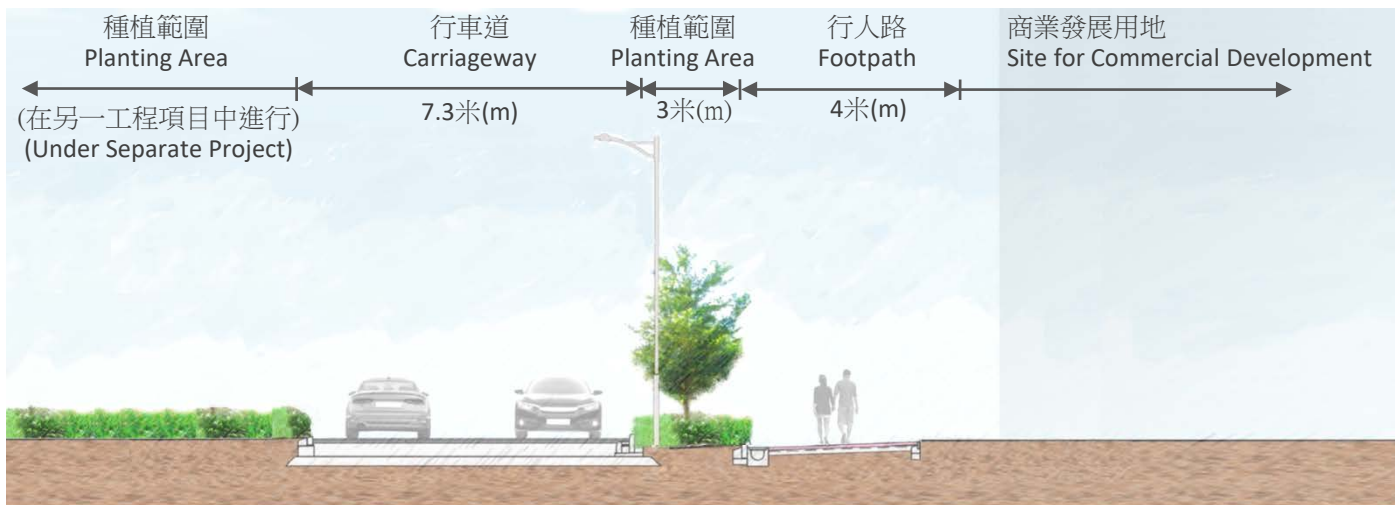 種植範圍
Planting Area
(在另一工程項目中進行)
(Under Separate Project)
行車道
Carriageway
7.3米(m)
種植範圍
Planting Area
3米(m)
行人路
Footpath
4米(m)
商業發展用地
Site for Commercial Development